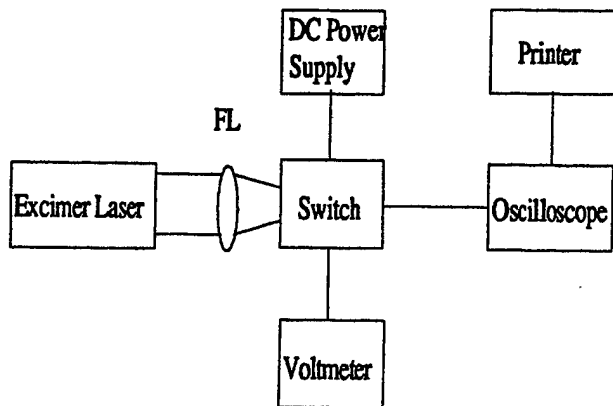 DC Power
Supply
Printer
FL
Excimer Laser
Switch
Oscilloscope
Voltmeter